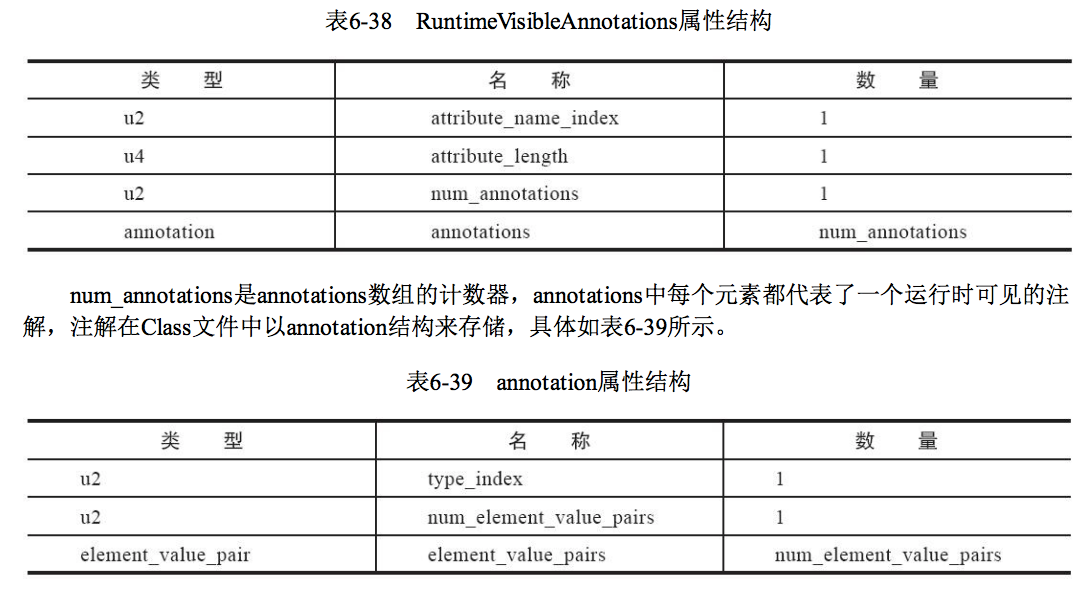 表6-38 RuntimeVisibleAnnotations属性结构
类 型 名 称 数 量
u2 attribute_name_index 1
u4 attribute_length 1
u2 num_annotations 1
annotation annotations num_annotations
num_annotations是annotations数组的计数器，annotations中每个元素都代表了一个运行时可见的注
解，注解在Class文件中以annotation结构来存储，具体如表6-39所示。
表6-39 annotation属性结构
类 型 名 称 数 量
u2 type_index 1
u2 num_element_value_pairs 1
element_value_pair element_value_pairs num_element_value_pairs